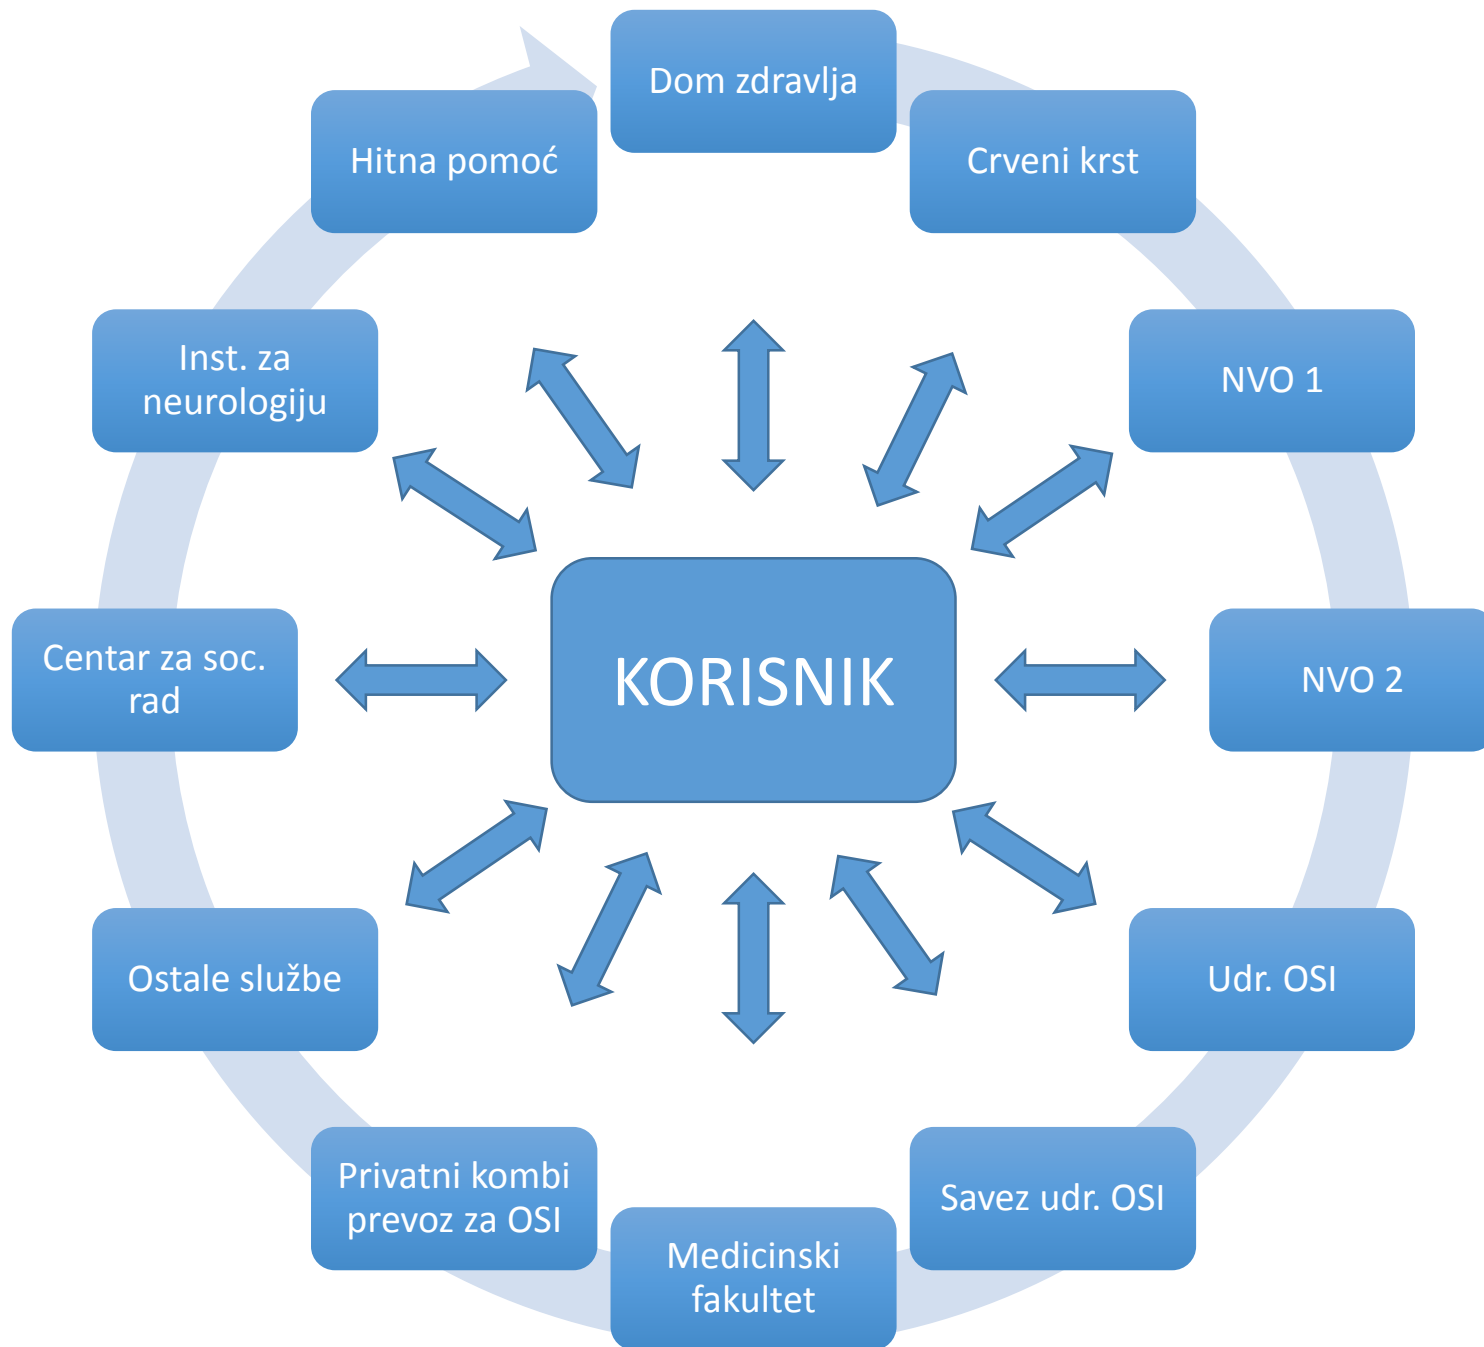 Dom zdravlja
Crveni krst
NVO 1
NVO 2
Udr. OSI
Savez udr. OSI
Medicinski
fakultet
Privatni kombi
prevoz za OSI
Ostale službe
Centar za soc.
rad
Inst. za
neurologiju
Hitna pomoć
KORISNIK